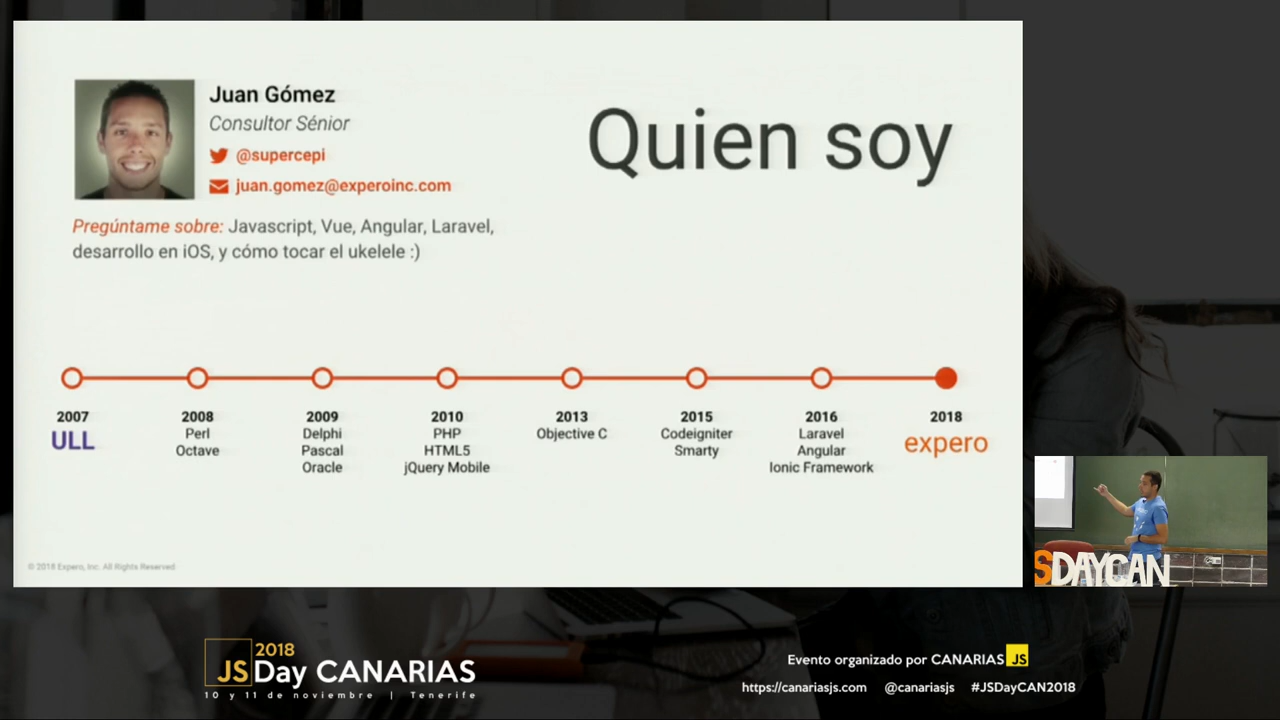 Juan Gómez
Consultor Sénior
@supercepi
juan.gomez@experoinc.com
Quien soy
Pregúntame sobre: Javascript, Vue, Angular, Laravel,
desarrollo en iOS, y cómo tocar el ukelele :)
2007
ULL
2008
Perl
Octave
2009
Delphi
Pascal
Oracle
2010
PHP
HTML5
jQuery Mobile
2013
Objective C
2015
Codeigniter
Smarty
2016
Laravel
Angular
Ionic Framework
2018
expero
© 2018 Expero, Inc. All Rights Reserved
SDAYCAN
2018
JSDay CANARIAS
10 y 11 de noviembre | Tenerife
Evento organizado por CANARIAS JS
https://canariasjs.com @canariasjs #JSDayCAN2018